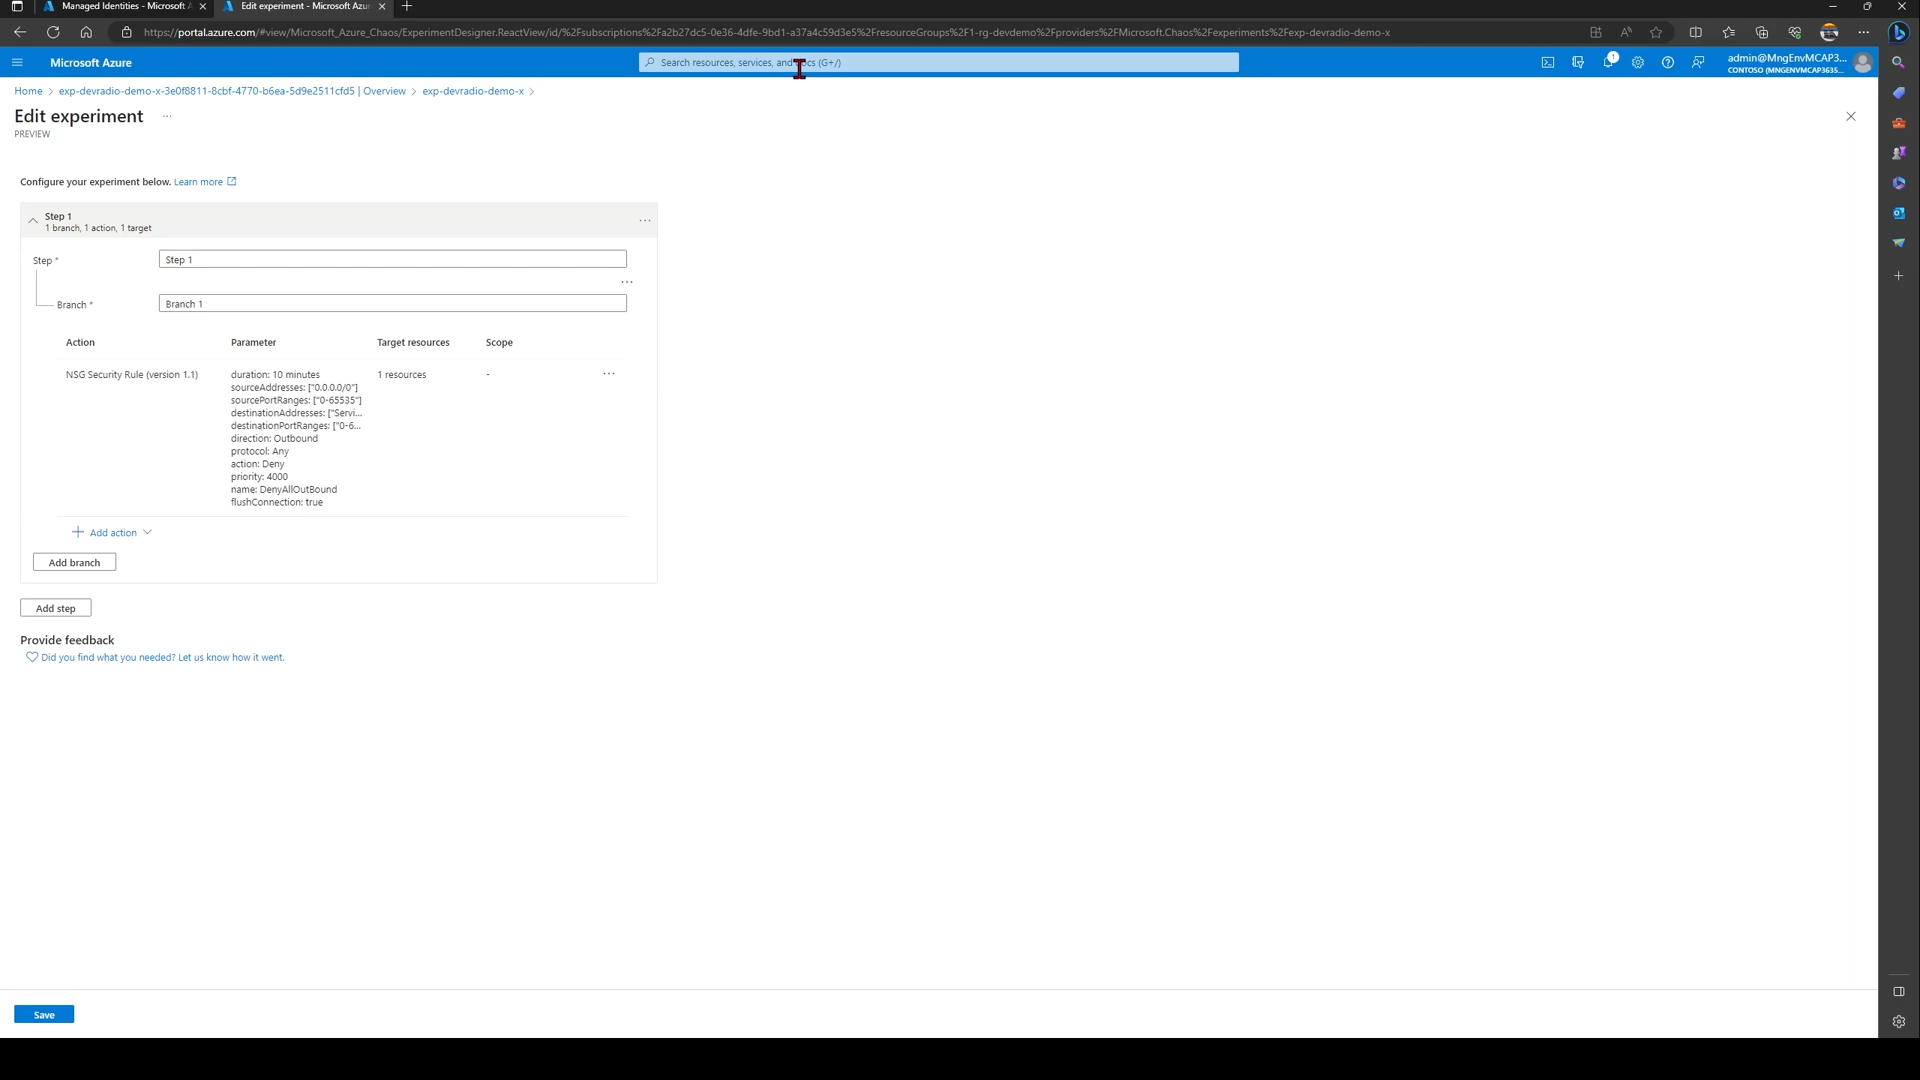 Managed Identities - Microsoft A
Edit experiment - Microsoft Azur
https://portal.azure.com/#view/Microsoft_Azure_Chaos/ExperimentDesigner.ReactView/id/%2Fsubscriptions%2Fa2b27dc5-0e36-4dfe-9bd1-a37a4c59d3e5%2FresourceGroups%2F1-rg-devdemo%2Fproviders%2FMicrosoft.Chaos%2Fexperiments%2Fexp-devradio-demo-x
Microsoft Azure
Search resources, services, and docs (G+/)
1
admin@MngEnvMCAP3...
CONTOSO (MNGENVMCAP3635...
Home > exp-devradio-demo-x-3e0f8811-8cbf-4770-b6ea-5d9e2511cfd5 | Overview > exp-devradio-demo-x >
Edit experiment ...
PREVIEW
Configure your experiment below. Learn more
Step 1
1 branch, 1 action, 1 target
Step *
Step 1
Branch *
Branch 1
Action Parameter Target resources Scope
NSG Security Rule (version 1.1) duration: 10 minutes 1 resources -
sourceAddresses: ["0.0.0.0/0"]
sourcePortRanges: ["0-65535"]
destinationAddresses: ["Servi...
destinationPortRanges: ["0-6...
direction: Outbound
protocol: Any
action: Deny
priority: 4000
name: DenyAllOutBound
flushConnection: true
Add action
Add branch
Add step
Provide feedback
Did you find what you needed? Let us know how it went.
Save